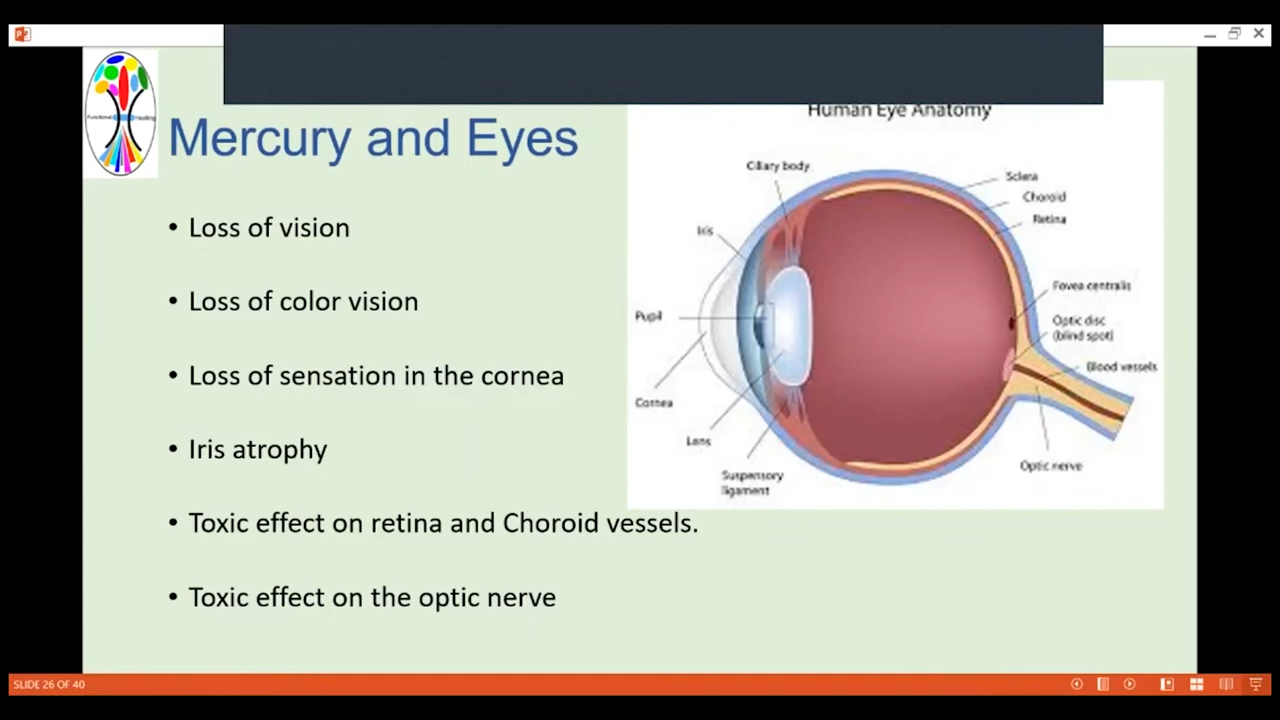 Functional Healing
Mercury and Eyes
• Loss of vision
• Loss of color vision
• Loss of sensation in the cornea
• Iris atrophy
• Toxic effect on retina and Choroid vessels.
• Toxic effect on the optic nerve
Human Eye Anatomy
Ciliary body
Sclera
Choroid
Retina
Iris
Fovea centralis
Pupil
Optic disc
(blind spot)
Blood vessels
Cornea
Lens
Suspensory
ligament
Optic nerve
SLIDE 26 OF 40